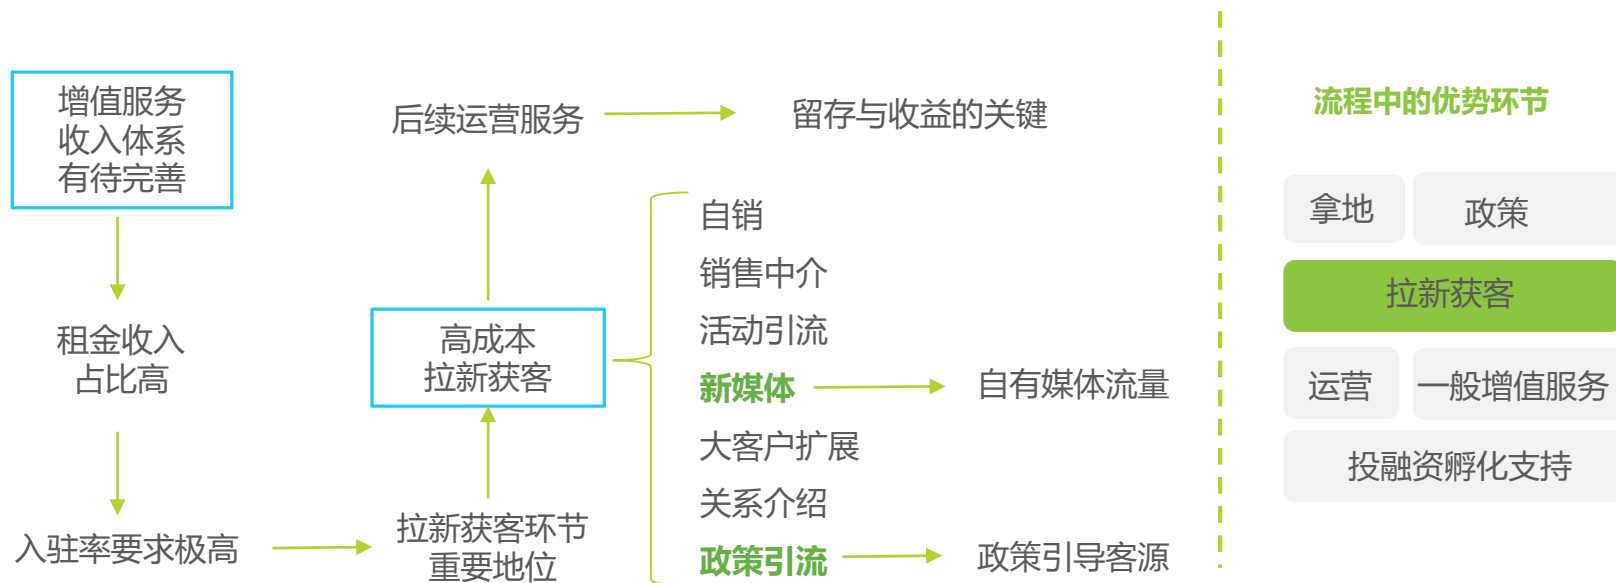 增值服务
收入体系
有待完善
租金收入
占比高
入驻率要求极高
拉新获客环节
重要地位
高成本
拉新获客
后续运营服务
留存与收益的关键
自销
销售中介
活动引流
新媒体
自有媒体流量
大客户扩展
关系介绍
政策引流
政策引导客源
流程中的优势环节
拿地
政策
拉新获客
运营
一般增值服务
投融资孵化支持